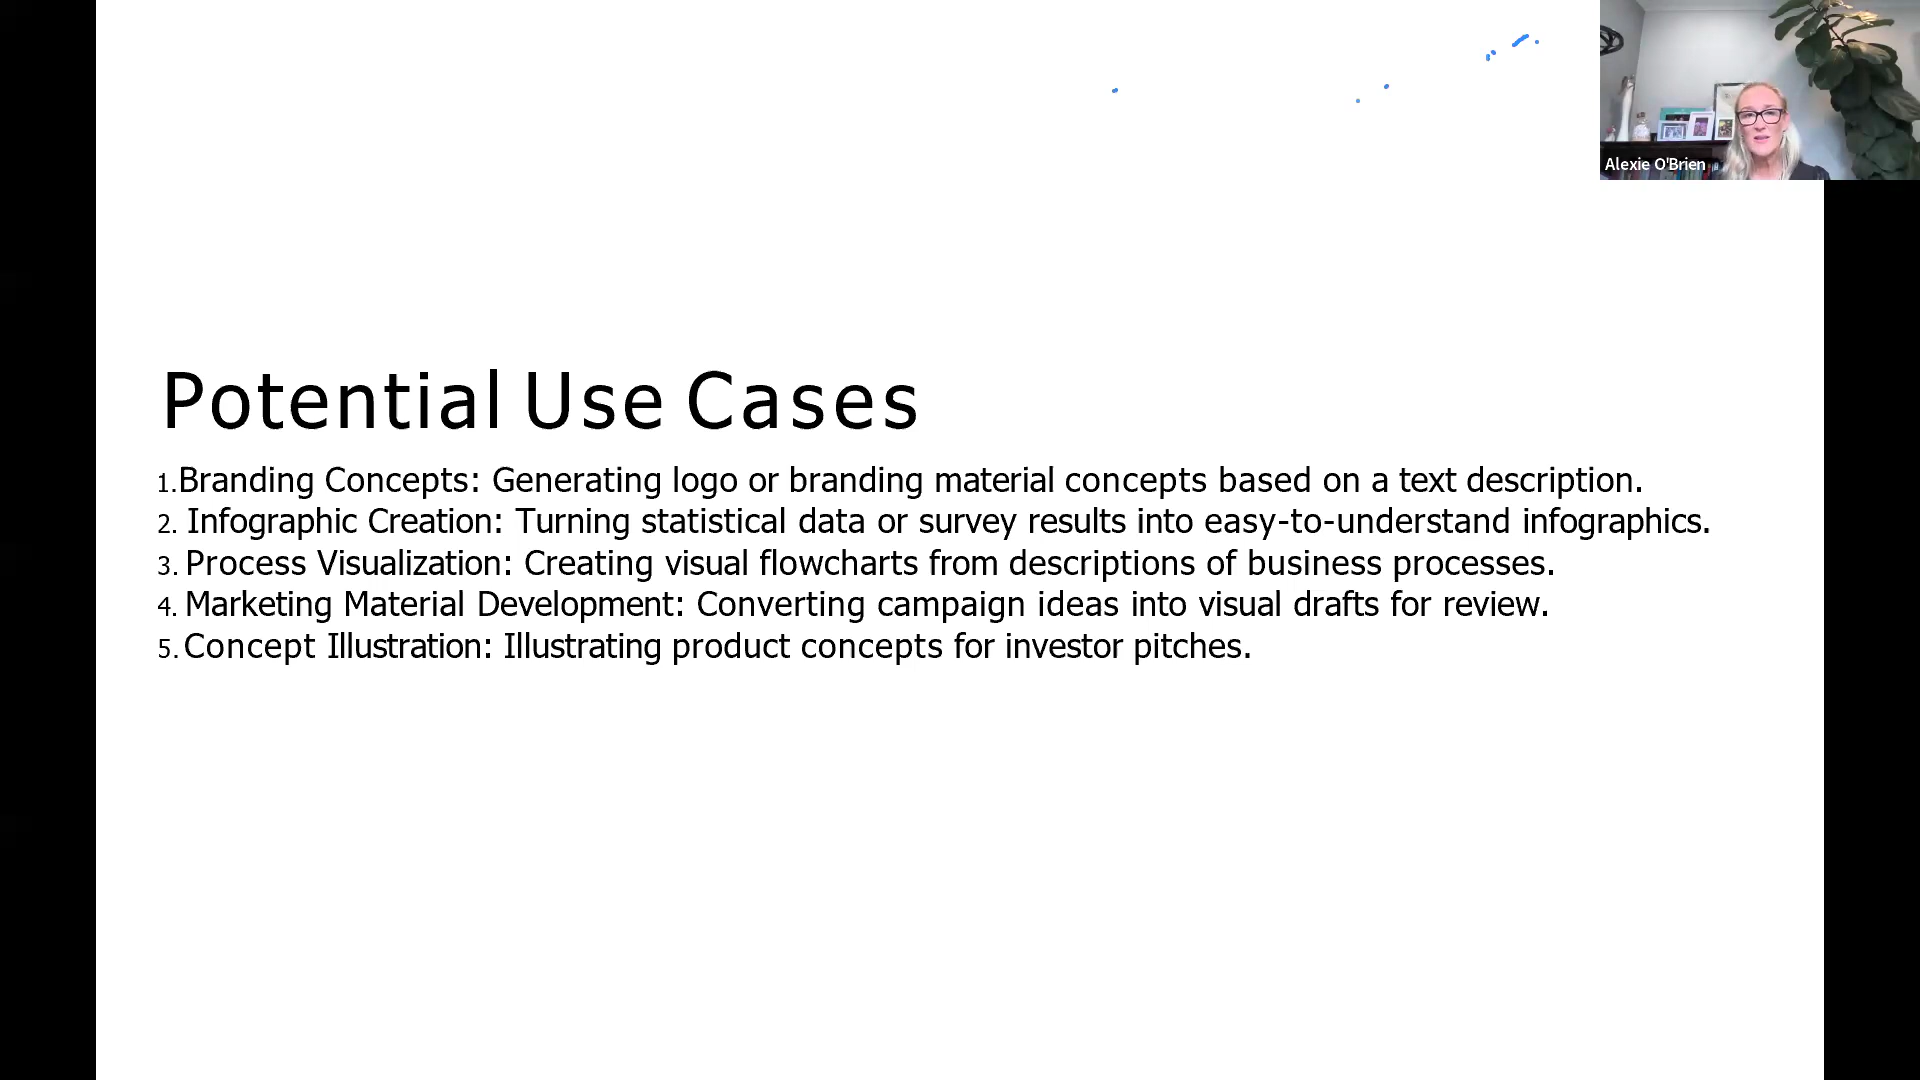 Alexie O'Brien
Potential Use Cases
1.Branding Concepts: Generating logo or branding material concepts based on a text description.
2. Infographic Creation: Turning statistical data or survey results into easy-to-understand infographics.
3. Process Visualization: Creating visual flowcharts from descriptions of business processes.
4. Marketing Material Development: Converting campaign ideas into visual drafts for review.
5. Concept Illustration: Illustrating product concepts for investor pitches.